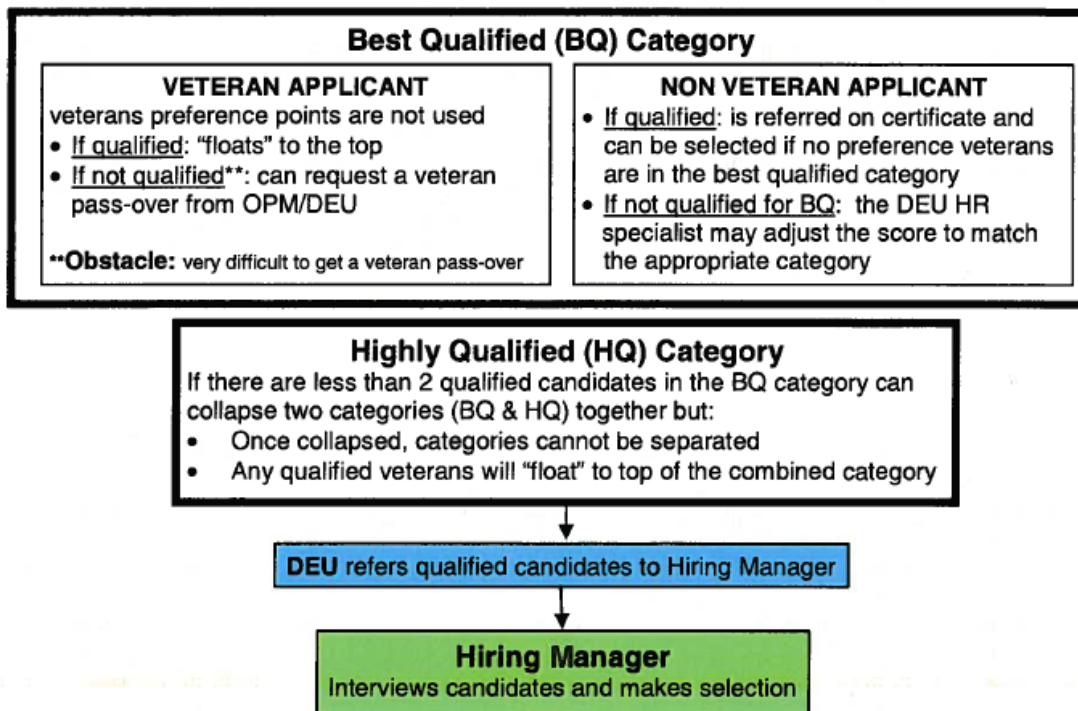 Best Qualified (BQ) Category
VETERAN APPLICANT
veterans preference points are not used
• If qualified: “floats” to the top
• If not qualified**: can request a veteran
pass-over from OPM/DEU
**Obstacle: very difficult to get a veteran pass-over
NON VETERAN APPLICANT
• If qualified: is referred on certificate and
can be selected if no preference veterans
are in the best qualified category
• If not qualified for BQ: the DEU HR
specialist may adjust the score to match
the appropriate category
Highly Qualified (HQ) Category
If there are less than 2 qualified candidates in the BQ category can
collapse two categories (BQ & HQ) together but:
• Once collapsed, categories cannot be separated
• Any qualified veterans will “float” to top of the combined category
DEU refers qualified candidates to Hiring Manager
Hiring Manager
Interviews candidates and makes selection